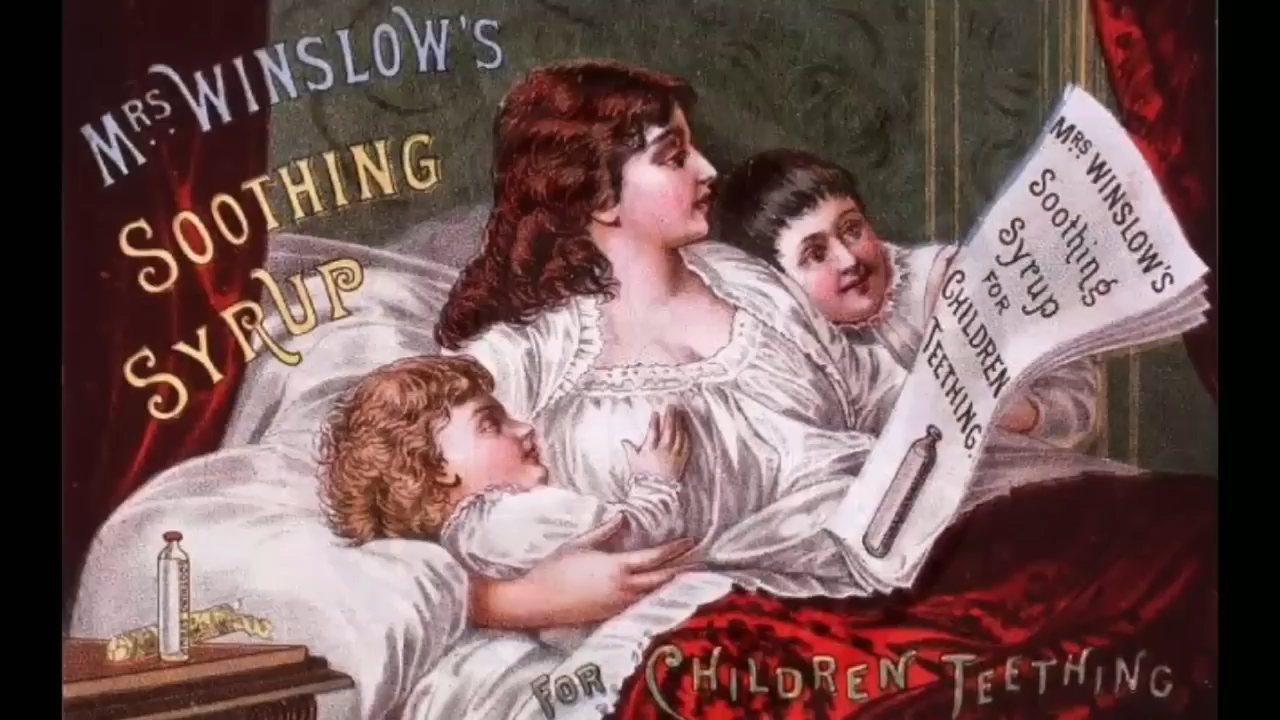 MRS WINSLOW'S
SOOTHING
SYRUP
MRS WINSLOW'S
Soothing
Syrup
FOR
CHILDREN
TEETHING.
FOR CHILDREN TEETHING